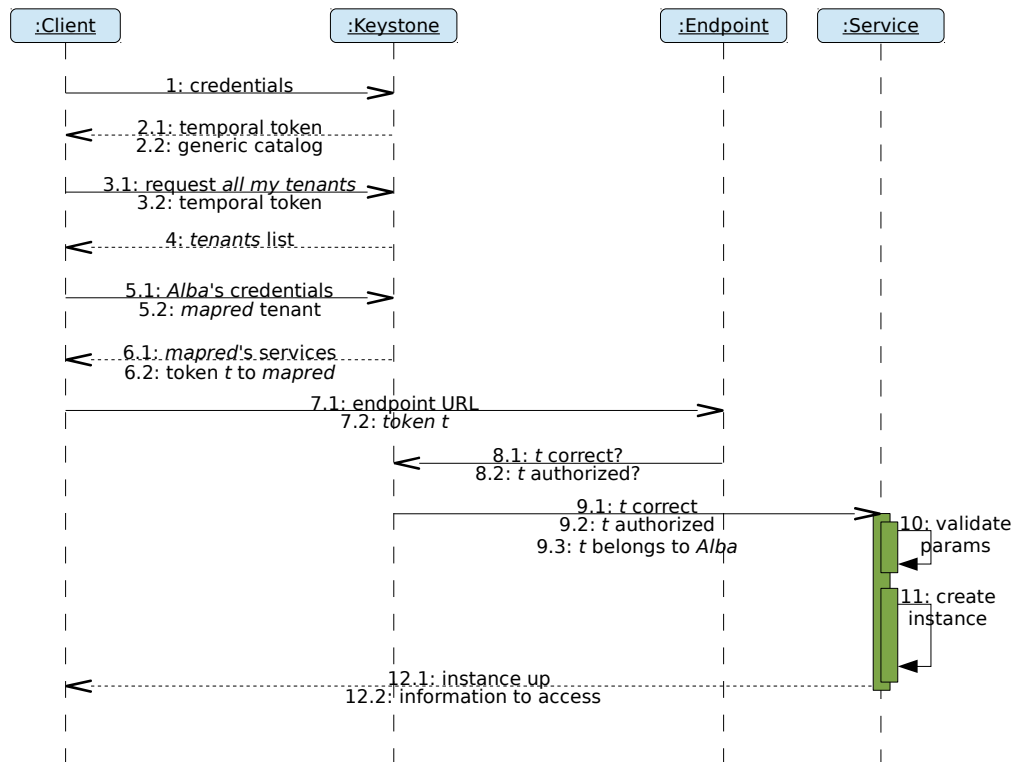 :Client
:Keystone
:Endpoint
:Service
1: credentials
2.1: temporal token
2.2: generic catalog
3.1: request all my tenants
3.2: temporal token
4: tenants list
5.1: Alba's credentials
5.2: mapred tenant
6.1: mapred's services
6.2: token t to mapred
7.1: endpoint URL
7.2: token t
8.1: t correct?
8.2: t authorized?
9.1: t correct
9.2: t authorized
9.3: t belongs to Alba
10: validate
params
11: create
instance
12.1: instance up
12.2: information to access